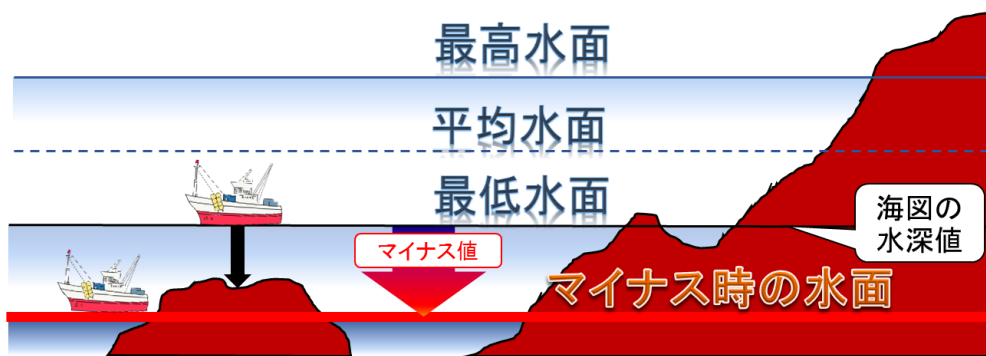 最高水面
平均水面
最低水面
海図の
水深値
マイナス値
マイナス時の水面